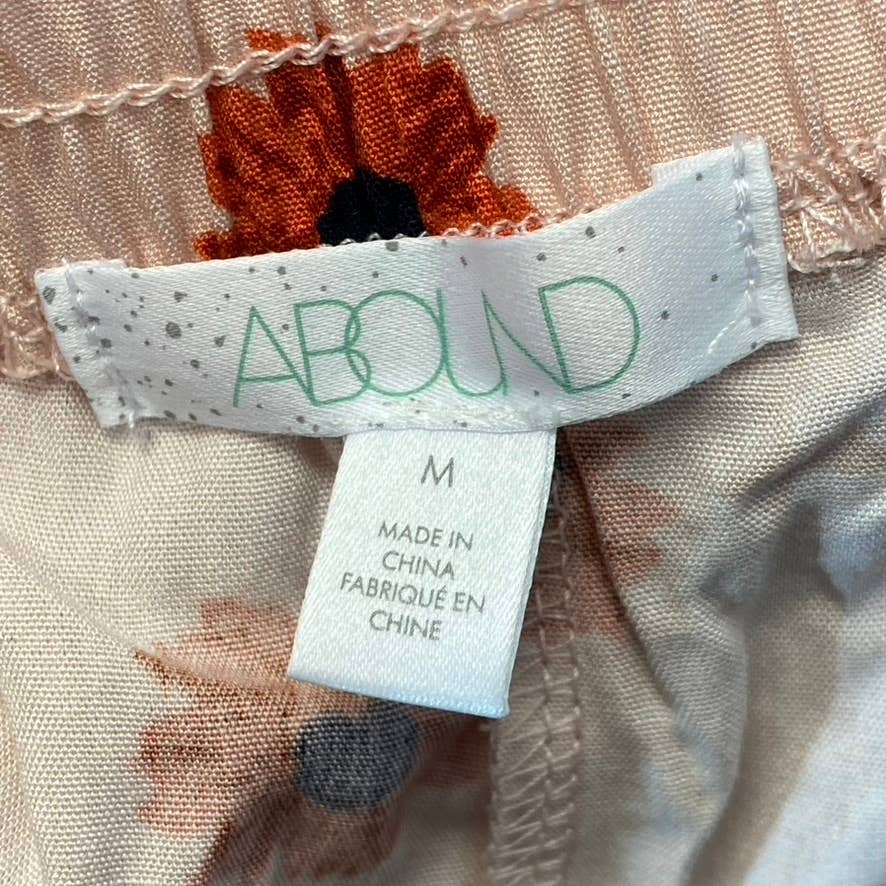 ABOUND
M
MADE IN
CHINA
FABRIQUÉ EN
CHINE